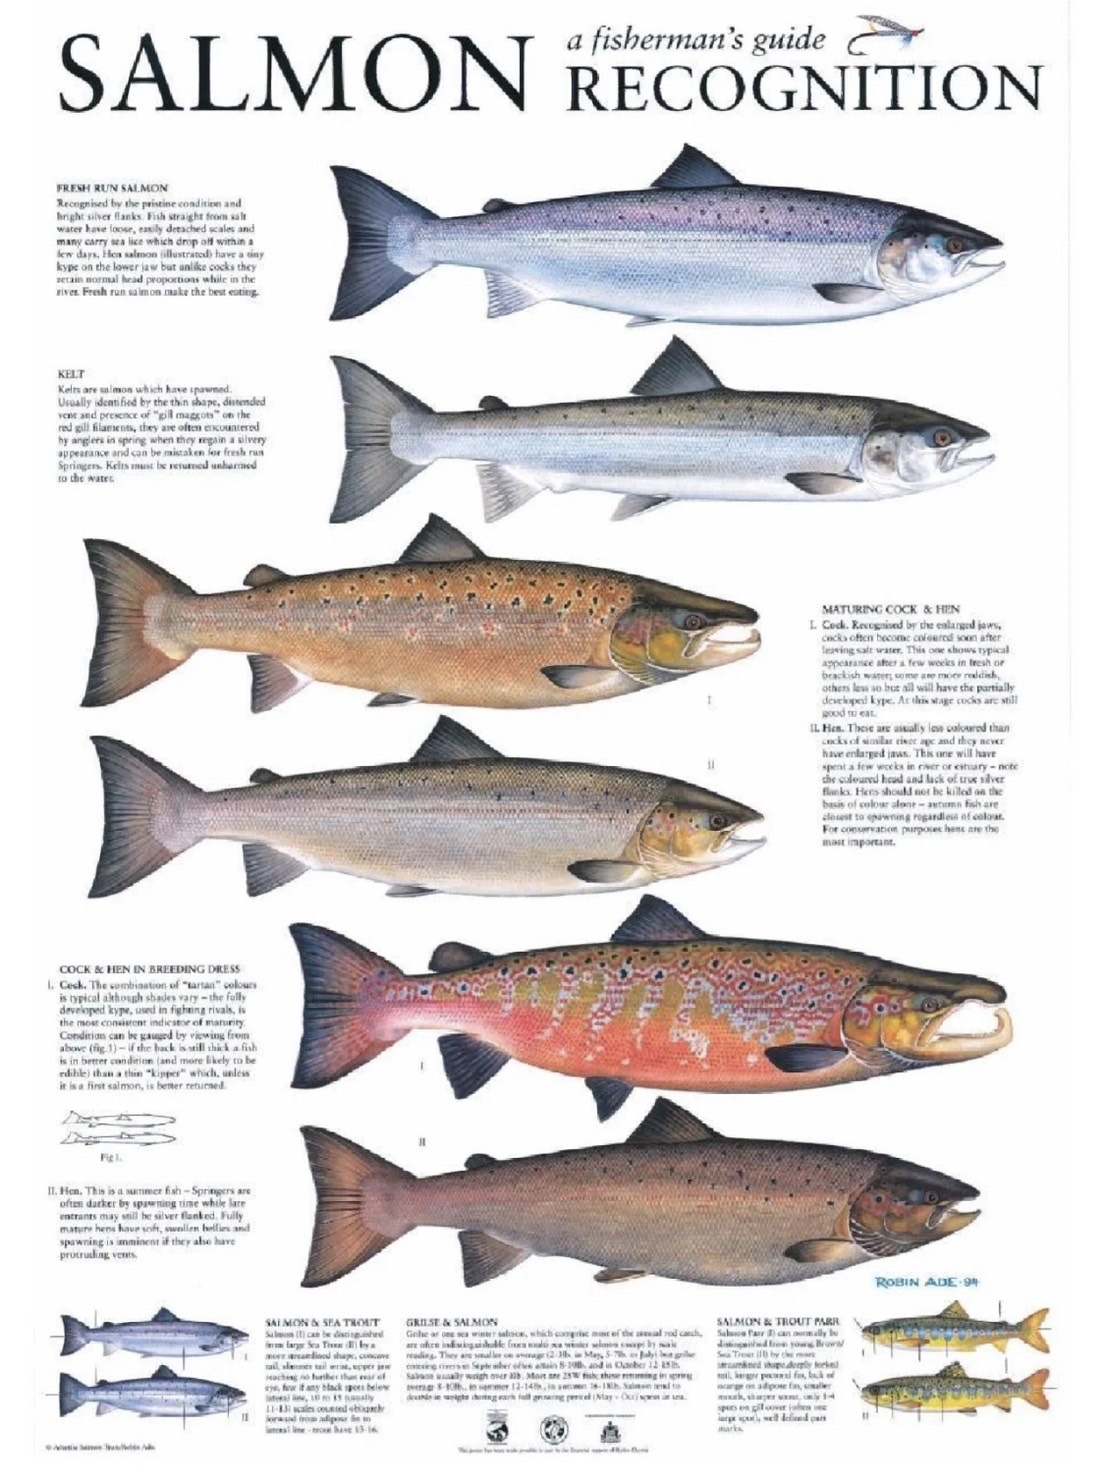 SALMON
a fisherman's guide
RECOGNITION
FRESH RUN SALMON
Recognised by the pristine condition and
bright silver flanks. Fish straight from salt
water have loose, easily detached scales and
many carry sea lice which drop off within a
few days. Hen salmon (illustrated) have a tiny
kype on the lower jaw but unlike cocks they
retain normal head proportions while in the
river. Fresh run salmon make the best eating.
KELT
Kelts are salmon which have spawned.
Usually identified by the thin shape, distended
vent and presence of "gill maggots" on the
red gill filaments, they are often encountered
by anglers in spring when they regain a silvery
appearance and can be mistaken for fresh run
Springers. Kelts must be returned unharmed
to the water.
MATURING COCK & HEN
I. Cock. Recognised by the enlarged jaws,
cocks often become coloured soon after
leaving salt water. This one shows typical
appearance after a few weeks in fresh or
brackish water; some are more reddish,
others less so but all will have the partially
developed kype. At this stage cocks are still
good to eat.
II. Hen. These are usually less coloured than
cocks of similar river age and they never
have enlarged jaws. This one will have
spent a few weeks in river or estuary – note
the coloured head and lack of true silver
flanks. Hens should not be killed on the
basis of colour alone – autumn fish are
closest to spawning regardless of colour.
For conservation purposes hens are the
most important.
I
II
COCK & HEN IN BREEDING DRESS
I. Cock. The combination of "tartan" colours
is typical although shades vary – the fully
developed kype, used in fighting rivals, is
the most consistent indicator of maturity.
Condition can be gauged by viewing from
above (fig.1) – if the back is still thick a fish
is in better condition (and more likely to be
edible) than a thin "kipper" which, unless
it is a first salmon, is better returned.
Fig 1.
II. Hen. This is a summer fish – Springers are
often darker by spawning time while late
entrants may still be silver flanked. Fully
mature hens have soft, swollen bellies and
spawning is imminent if they also have
protruding vents.
I
II
ROBIN ADE-94
SALMON & SEA TROUT
Salmon (I) can be distinguished
from large Sea Trout (II) by a
more streamlined shape, concave
tail, slimmer tail wrist, upper jaw
reaching no further than rear of
eye, few if any black spots below
lateral line, 10 to 15 (usually
11-13) scales counted obliquely
forward from adipose fin to
lateral line - trout have 13-16.
I
II
GRILSE & SALMON
Grilse or one sea winter salmon, which comprise most of the annual rod catch,
are often indistinguishable from multi sea winter salmon except by scale
reading. They are smaller on average (2-3lb. in May, 5-7lb. in July) but grilse
entering rivers in September often attain 8-10lb. and in October 12-15lb.
Salmon usually weigh over 8lb. Most are 2SW fish; those returning in spring
average 8-10lb., in summer 12-14lb., in autumn 16-18lb. Salmon tend to
double in weight during each full growing period (May - Oct) spent at sea.
SALMON & TROUT PARR
Salmon Parr (I) can normally be
distinguished from young Brown/
Sea Trout (II) by the more
streamlined shape, deeply forked
tail, longer pectoral fin, lack of
orange on adipose fin, smaller
mouth, sharper snout, only 1-4
spots on gill cover (often one
large spot), well defined parr
marks.
II
© Atlantic Salmon Trust/Robin Ade.
This poster has been made possible in part by the financial support of